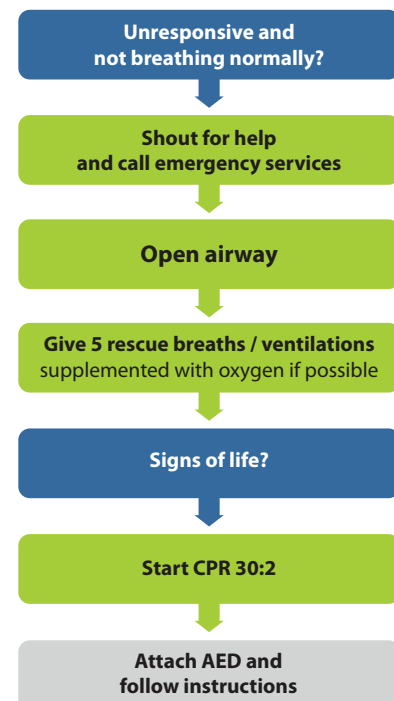 Unresponsive and
not breathing normally?
Shout for help
and call emergency services
Open airway
Give 5 rescue breaths / ventilations
supplemented with oxygen if possible
Signs of life?
Start CPR 30:2
Attach AED and
follow instructions